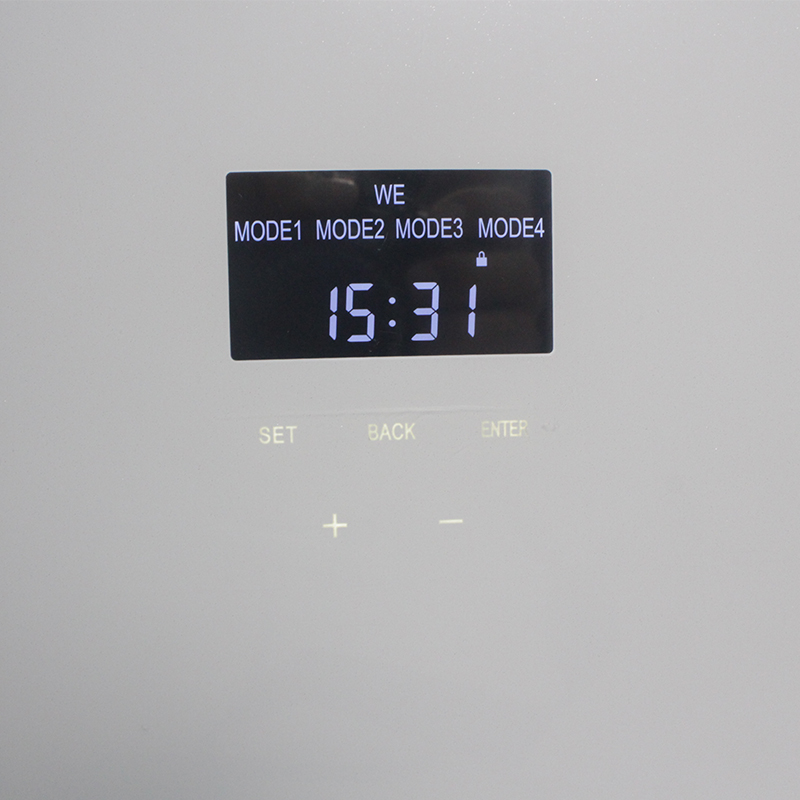 WE
MODE1 MODE2 MODE3 MODE4
15:31
SET BACK ENTER
+ −